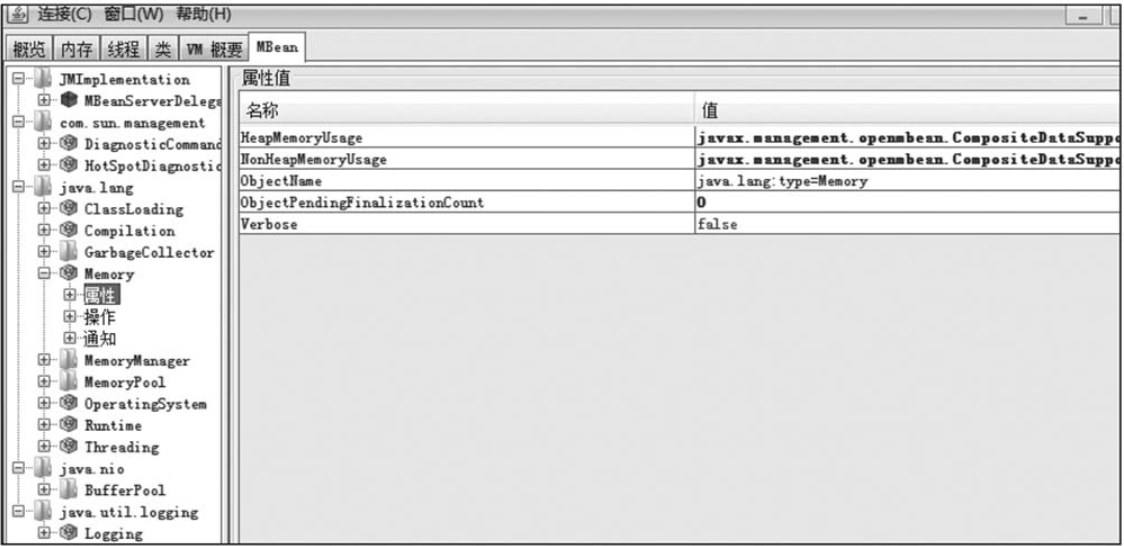 连接(C) 窗口(W) 帮助(H)
概览 内存 线程 类 VM 概要 MBean
JMImplementation
MBeanServerDelega
com.sun.management
DiagnosticCommand
HotSpotDiagnostic
java.lang
ClassLoading
Compilation
GarbageCollector
Memory
属性
操作
通知
MemoryManager
MemoryPool
OperatingSystem
Runtime
Threading
java.nio
BufferPool
java.util.logging
Logging
属性值
名称 值
HeapMemoryUsage javax.management.openmbean.CompositeDataSuppo
NonHeapMemoryUsage javax.management.openmbean.CompositeDataSuppo
ObjectName java.lang:type=Memory
ObjectPendingFinalizationCount 0
Verbose false